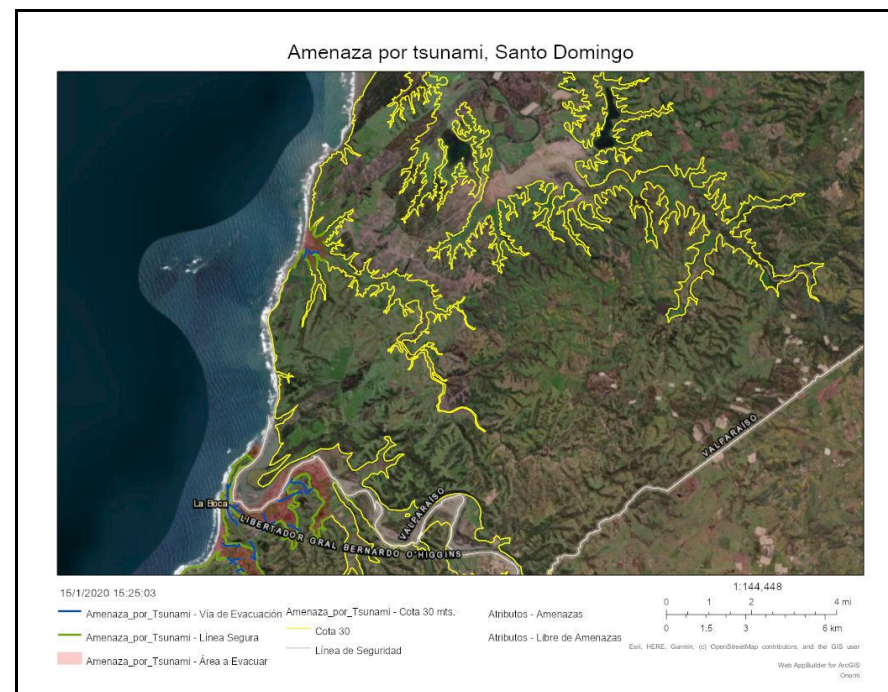 Amenaza por tsunami, Santo Domingo
VALPARAÍSO
La Boca
VALPARAÍSO
LIBERTADOR GRAL BERNARDO O'HIGGINS
15/1/2020 15:25:03
Amenaza_por_Tsunami - Vía de Evacuación
Amenaza_por_Tsunami - Línea Segura
Amenaza_por_Tsunami - Área a Evacuar
Amenaza_por_Tsunami - Cota 30 mts.
Cota 30
Línea de Seguridad
Atributos - Amenazas
Atributos - Libre de Amenazas
1:144,448
0 1 2 4 mi
0 1.5 3 6 km
Esri, HERE, Garmin, (c) OpenStreetMap contributors, and the GIS user
Web AppBuilder for ArcGIS
Onemi